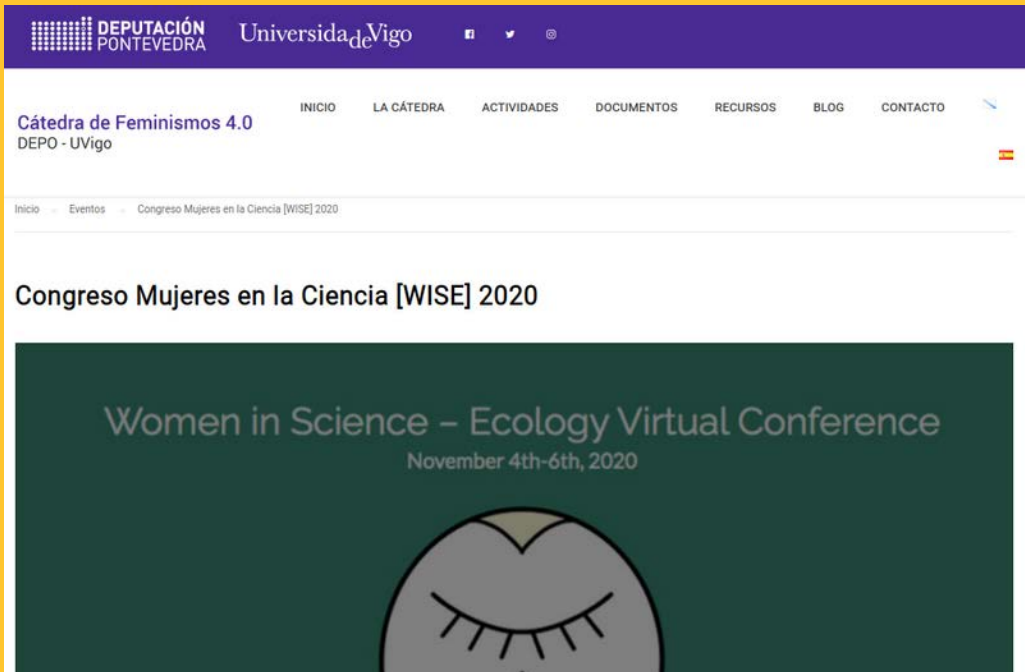 DEPUTACIÓN
PONTEVEDRA
UniversidadeVigo
INICIO LA CÁTEDRA ACTIVIDADES DOCUMENTOS RECURSOS BLOG CONTACTO
Cátedra de Feminismos 4.0
DEPO - UVigo
Inicio Eventos Congreso Mujeres en la Ciencia [WISE] 2020
Congreso Mujeres en la Ciencia [WISE] 2020
Women in Science – Ecology Virtual Conference
November 4th-6th, 2020